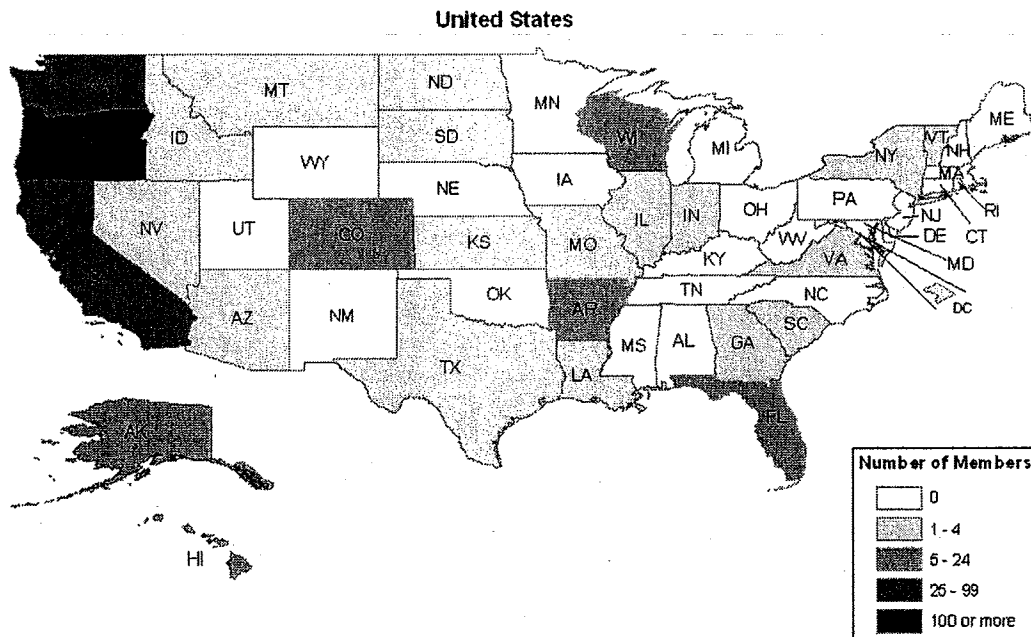 United States
MT
ND
MN
ME
ID
SD
WI
VT
NH
NY
MA
WY
MI
NE
IA
PA
RI
NV
UT
CO
IL
IN
OH
NJ
DE
CT
KS
MO
WV
VA
MD
KY
AZ
NM
OK
AR
TN
NC
DC
SC
MS
AL
GA
TX
LA
FL
AK
HI
Number of Members
0
1 - 4
5 - 24
25 - 99
100 or more